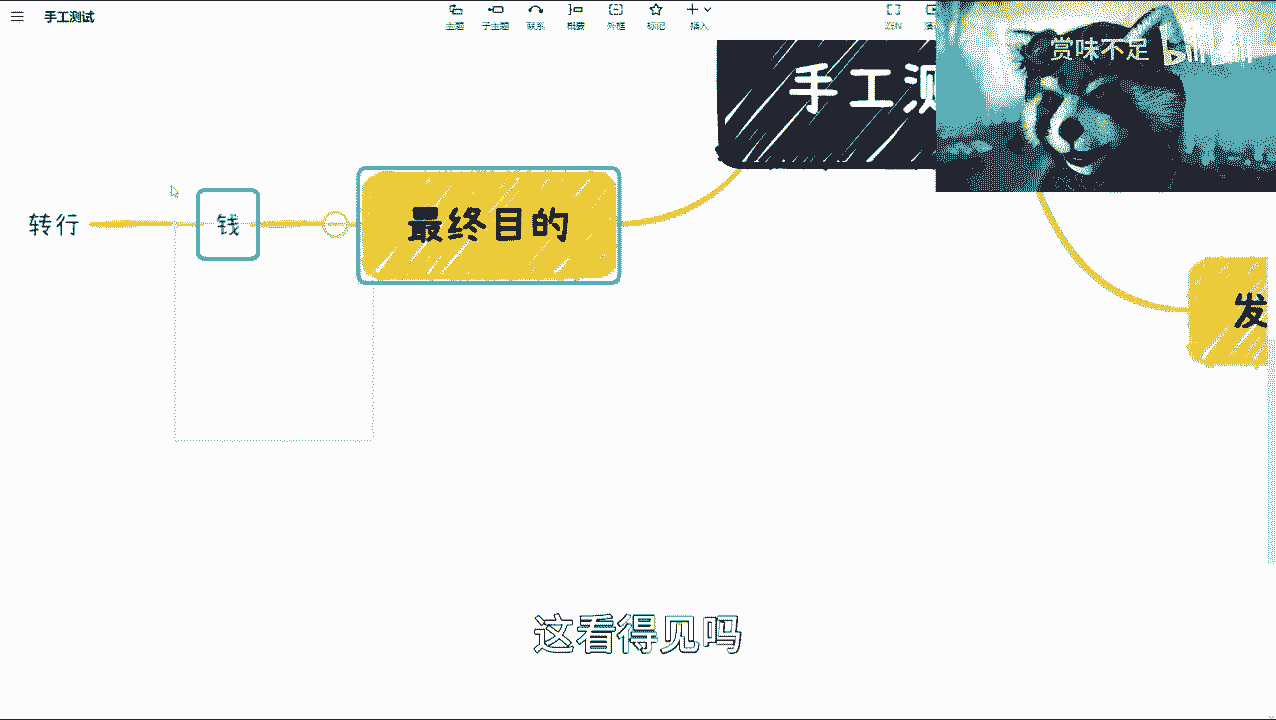 手工测试
主题 子主题 联系 概要 外框 标记 插入 ZEN
赏味不足 bilibili
手工测
转行 钱 最终目的
发
这看得见吗